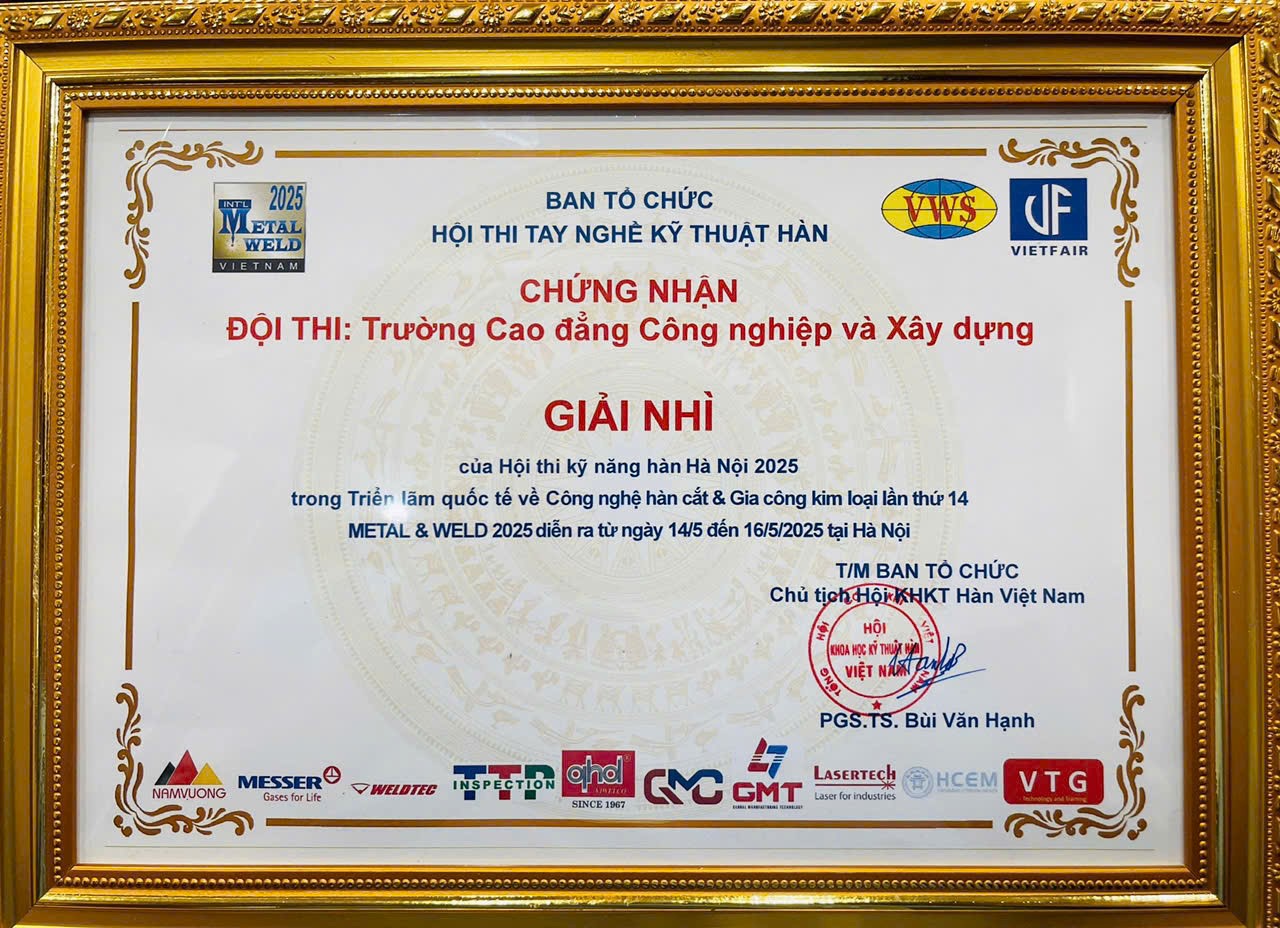 INT'L 2025
METAL
WELD
VIETNAM
BAN TỔ CHỨC
HỘI THI TAY NGHỀ KỸ THUẬT HÀN
VWS
VIETFAIR
CHỨNG NHẬN
ĐỘI THI: Trường Cao đẳng Công nghiệp và Xây dựng
GIẢI NHÌ
của Hội thi kỹ năng hàn Hà Nội 2025
trong Triển lãm quốc tế về Công nghệ hàn cắt & Gia công kim loại lần thứ 14
METAL & WELD 2025 diễn ra từ ngày 14/5 đến 16/5/2025 tại Hà Nội
T/M BAN TỔ CHỨC
Chủ tịch Hội KHKT Hàn Việt Nam
HỘI
KHOA HỌC KỸ THUẬT HÀN
VIỆT NAM
PGS.TS. Bùi Văn Hạnh
NAMVUONG
MESSER
Gases for Life
WELDTEC
TTP
INSPECTION
qhd
SINCE 1967
GMC
GMT
GLOBAL MANUFACTURING TECHNOLOGY
LASERTECH
Laser for industries
HCEM
VTG
Technology and Training